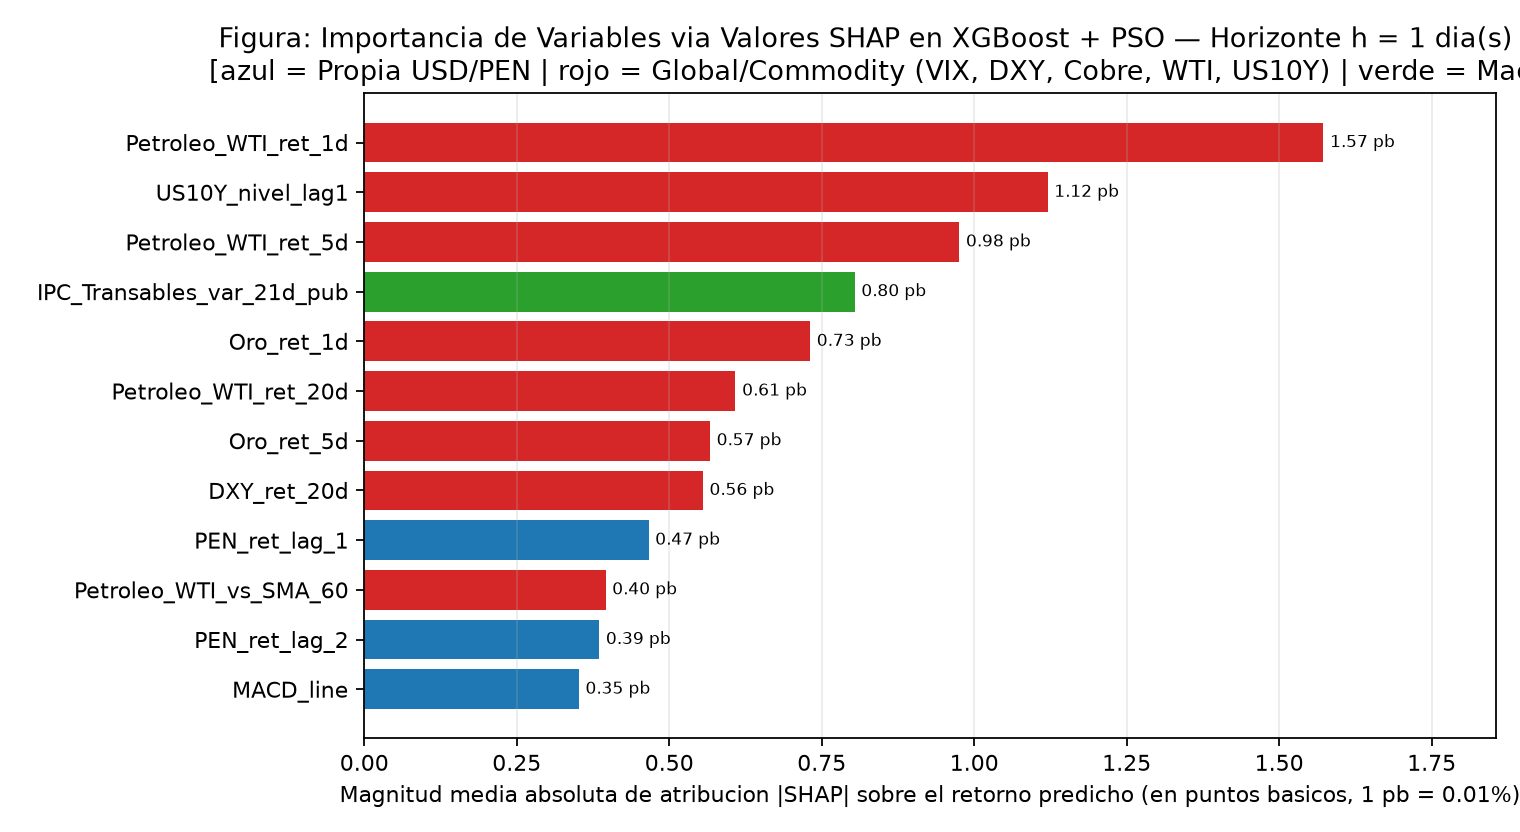 Figura: Importancia de Variables via Valores SHAP en XGBoost + PSO — Horizonte h = 1 dia(s)
[azul = Propia USD/PEN | rojo = Global/Commodity (VIX, DXY, Cobre, WTI, US10Y) | verde =
Petroleo_WTI_ret_1d 1.57 pb
US10Y_nivel_lag1 1.12 pb
Petroleo_WTI_ret_5d 0.98 pb
IPC_Transables_var_21d_pub 0.80 pb
Oro_ret_1d 0.73 pb
Petroleo_WTI_ret_20d 0.61 pb
Oro_ret_5d 0.57 pb
DXY_ret_20d 0.56 pb
PEN_ret_lag_1 0.47 pb
Petroleo_WTI_vs_SMA_60 0.40 pb
PEN_ret_lag_2 0.39 pb
MACD_line 0.35 pb
0.00 0.25 0.50 0.75 1.00 1.25 1.50 1.75
Magnitud media absoluta de atribucion |SHAP| sobre el retorno predicho (en puntos basicos, 1 pb = 0.01%)